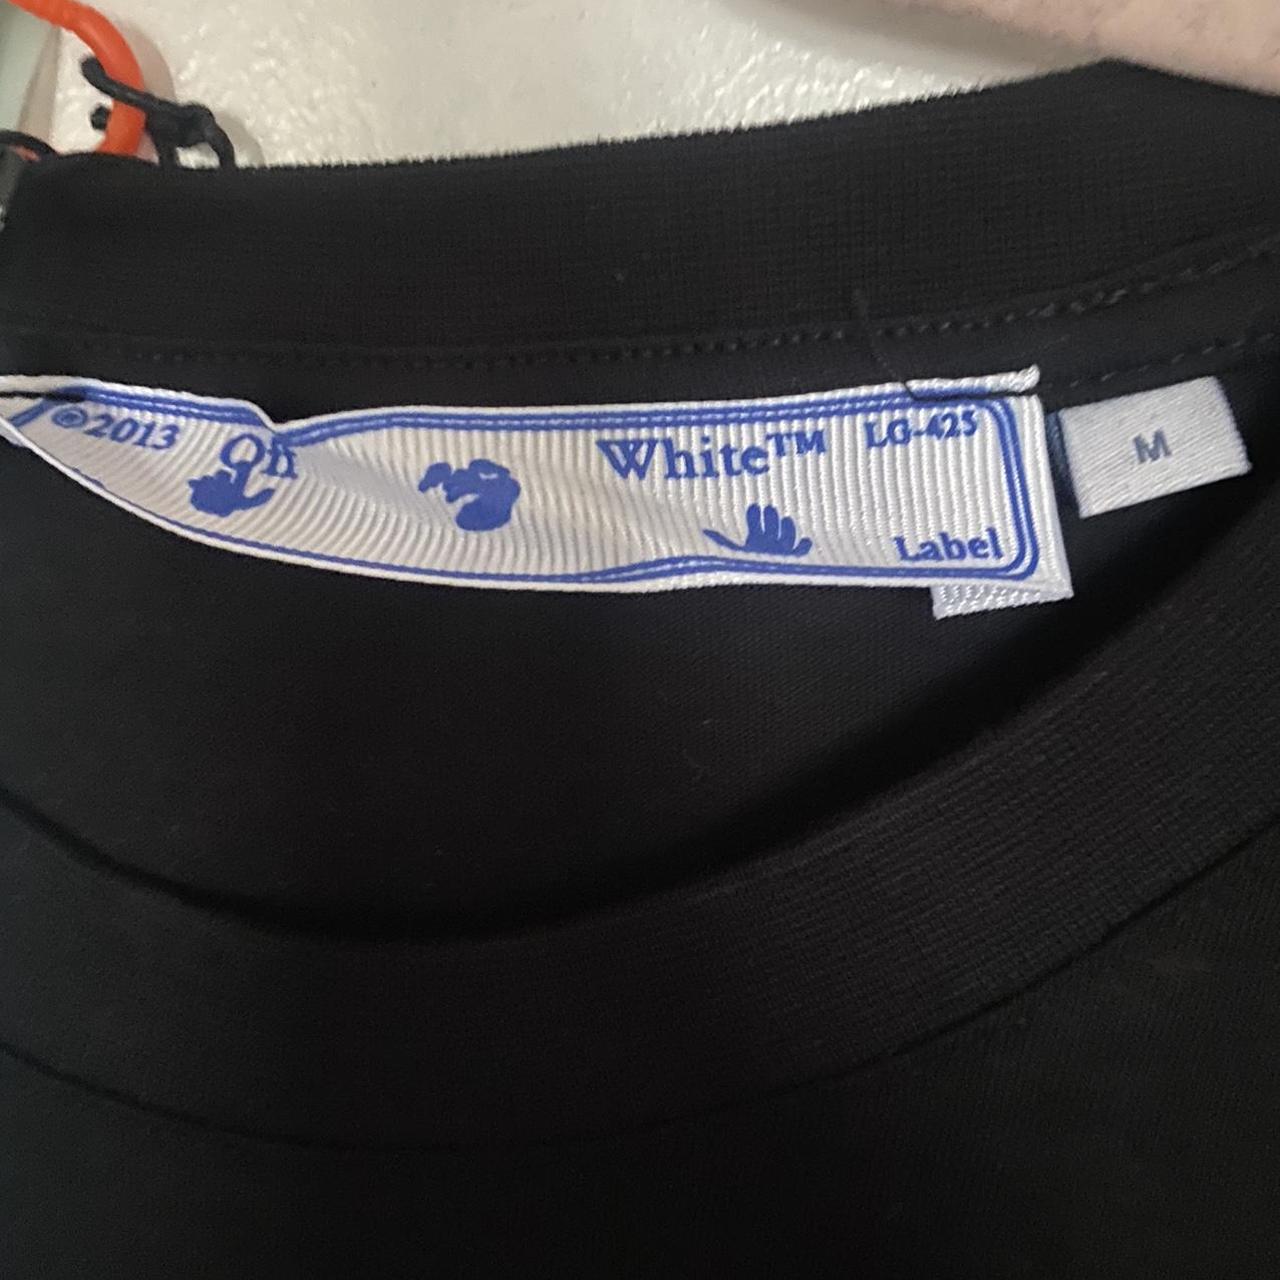 ©2013 Off White™ LG-425
Label
M